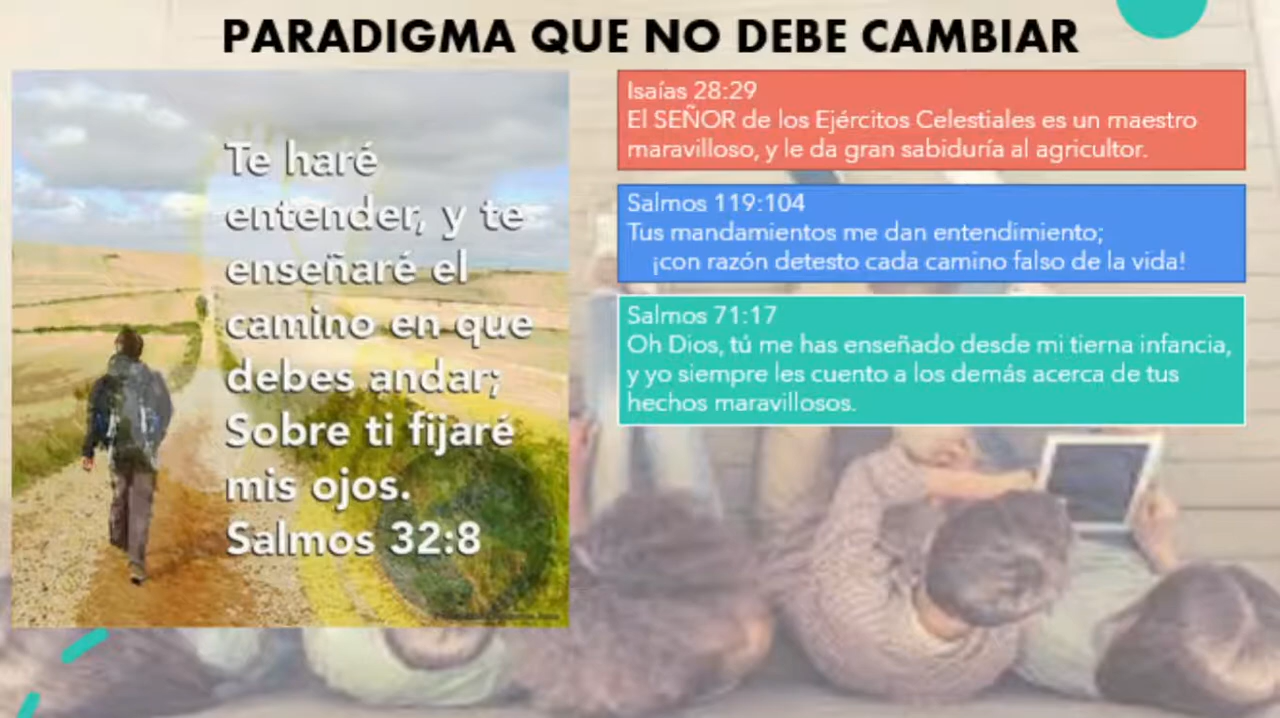 PARADIGMA QUE NO DEBE CAMBIAR
Te haré
entender, y te
enseñaré el
camino en que
debes andar;
Sobre ti fijaré
mis ojos.
Salmos 32:8
Isaías 28:29
El SEÑOR de los Ejércitos Celestiales es un maestro
maravilloso, y le da gran sabiduría al agricultor.
Salmos 119:104
Tus mandamientos me dan entendimiento;
¡con razón detesto cada camino falso de la vida!
Salmos 71:17
Oh Dios, tú me has enseñado desde mi tierna infancia,
y yo siempre les cuento a los demás acerca de tus
hechos maravillosos.